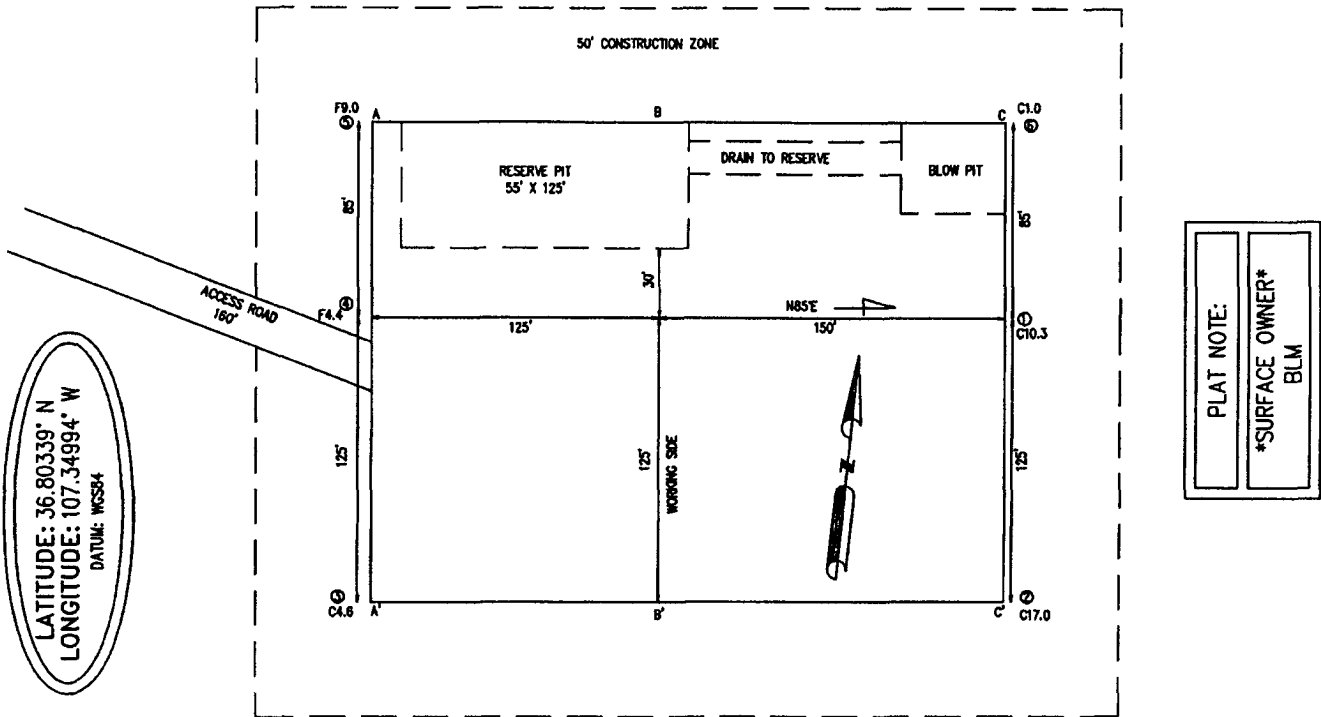 50' CONSTRUCTION ZONE
F9.0
⑤
A
B
C
C1.0
⑥
RESERVE PIT
55' X 125'
DRAIN TO RESERVE
BLOW PIT
85'
85'
ACCESS ROAD
160'
④
F4.4'
30'
N85'E
125'
150'
①
C10.3
125'
125'
WORKING SIDE
125'
N
③
C4.6
A'
B'
C'
②
C17.0
LATITUDE: 36.80339° N
LONGITUDE: 107.34994° W
DATUM: WGS84
PLAT NOTE:
*SURFACE OWNER*
BLM